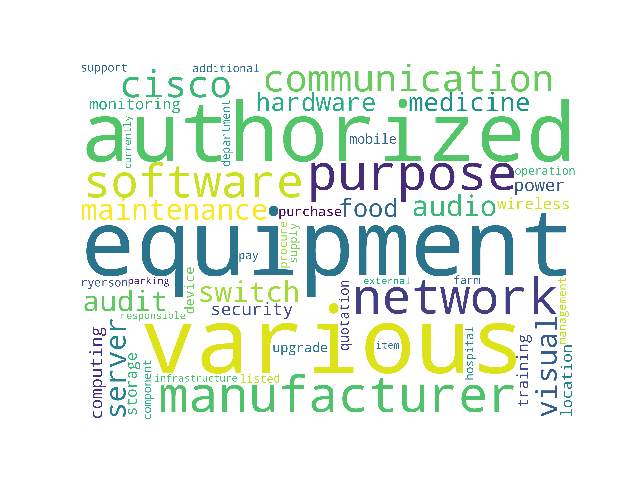 support additional
cisco communication
monitoring hardware medicine
authorized
currently department mobile
software purpose operation
power
maintenance purchase food audio wireless
equipment
procure supply pay
ryerson parking device external farm management
audit switch network
responsible security quotation
various
computing server storage component upgrade item hospital training visual location
infrastructure listed
manufacturer